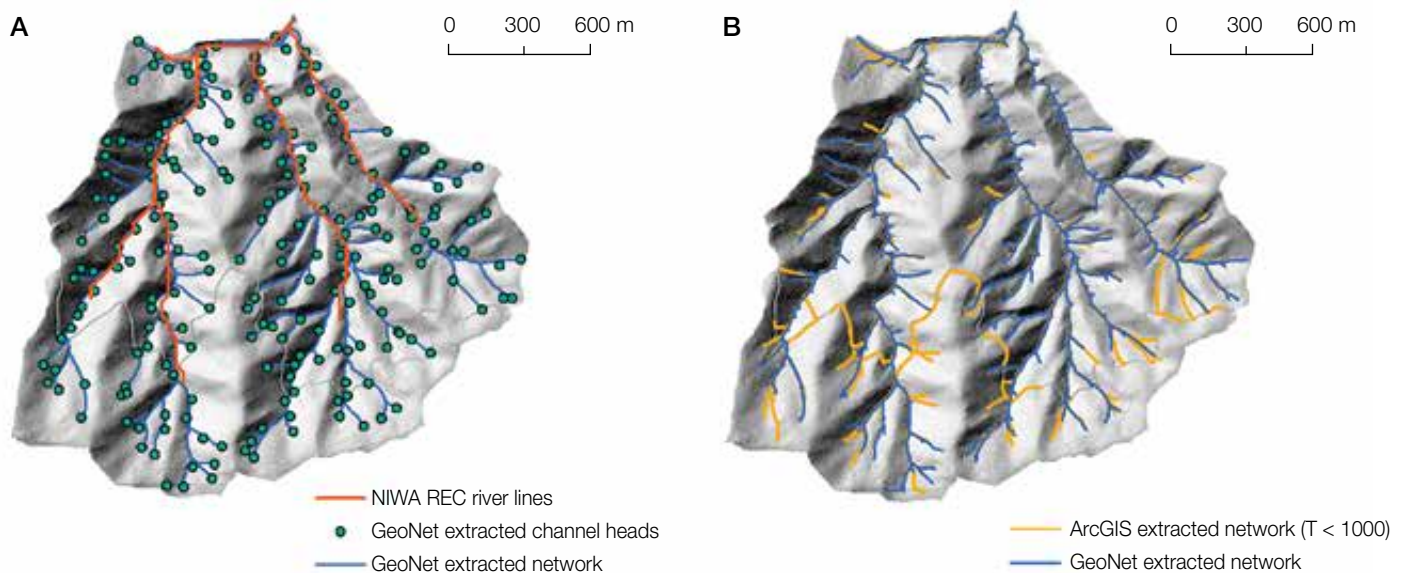 A
0 300 600 m
B
0 300 600 m
NIWA REC river lines
GeoNet extracted channel heads
GeoNet extracted network
ArcGIS extracted network (T < 1000)
GeoNet extracted network